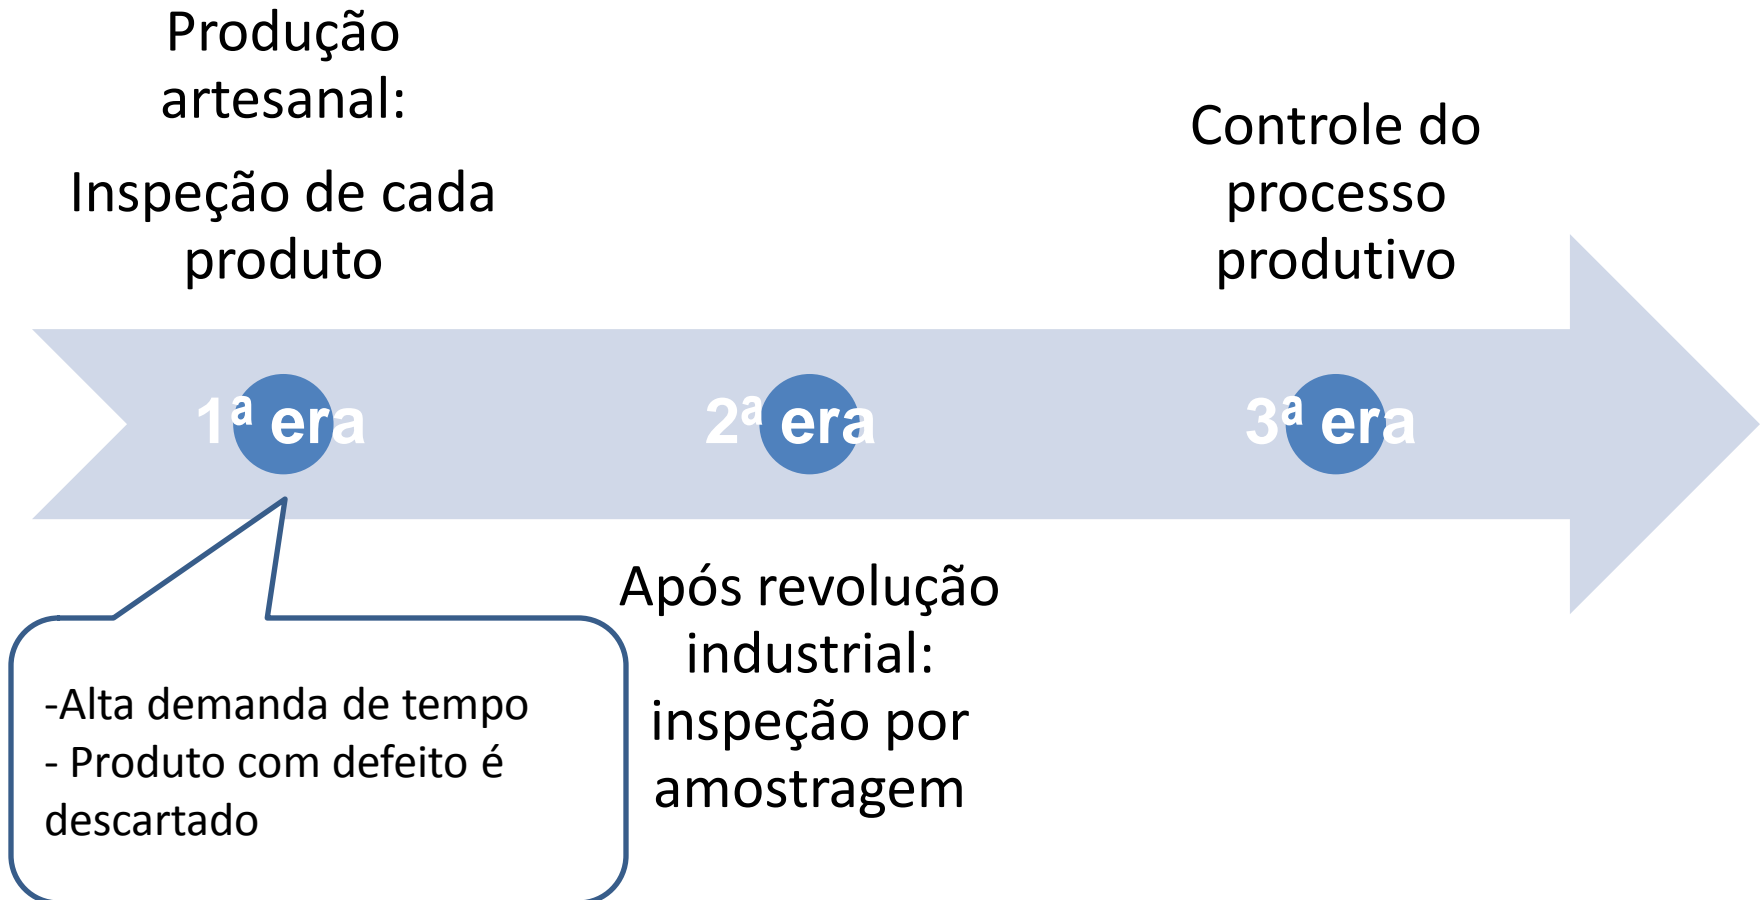 Produção
artesanal:
Inspeção de cada
produto
Controle do
processo
produtivo
1ª era
2ª era
3ª era
-Alta demanda de tempo
- Produto com defeito é
descartado
Após revolução
industrial:
inspeção por
amostragem